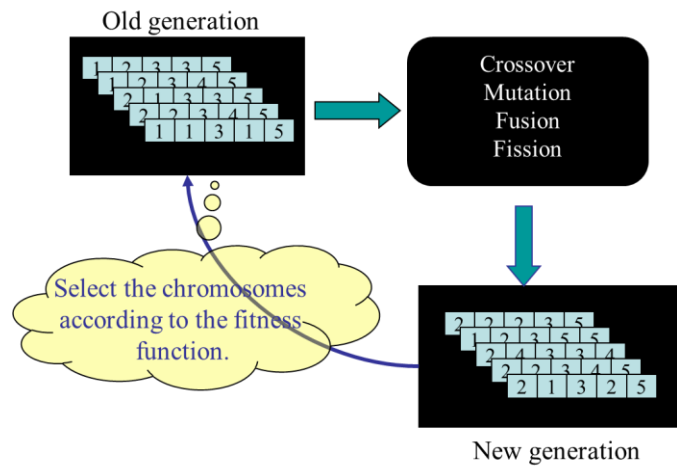 Old generation
1 2 3 3 5
1 2 3 4 5
2 1 3 3 5
2 2 3 4 5
1 1 3 1 5
Crossover
Mutation
Fusion
Fission
Select the chromosomes
according to the fitness
function.
2 2 2 3 5
1 2 3 5 5
2 4 3 3 4
2 2 3 4 5
2 1 3 2 5
New generation